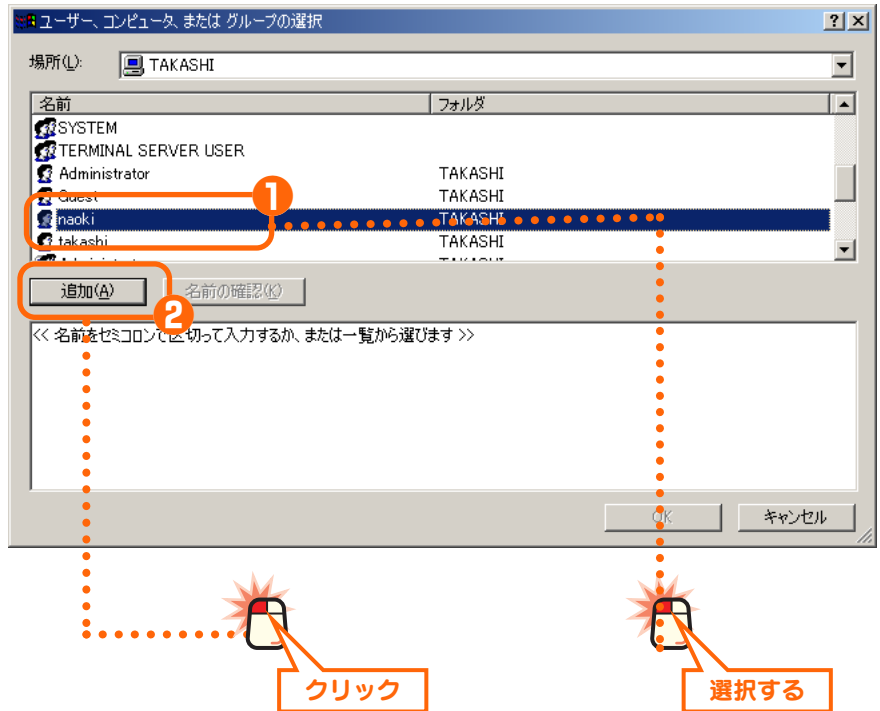 ユーザー、コンピュータ、または グループの選択
場所(L): TAKASHI
名前 フォルダ
SYSTEM
TERMINAL SERVER USER
Administrator TAKASHI
Guest TAKASHI
1
naoki TAKASHI
takashi TAKASHI
追加(A) 名前の確認(K)
2
<< 名前をセミコロンで区切って入力するか、または一覧から選びます >>
OK キャンセル
クリック 選択する